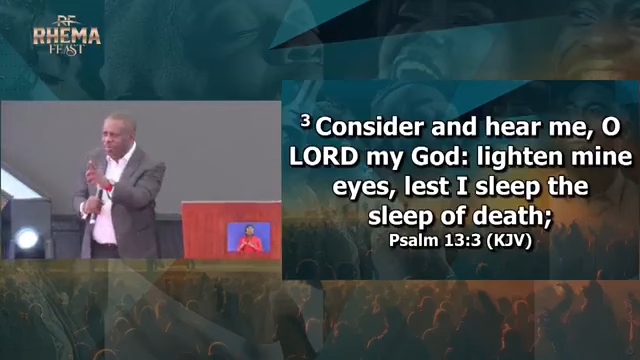 RF
RHEMA
FEAST
3 Consider and hear me, O
LORD my God: lighten mine
eyes, lest I sleep the
sleep of death;
Psalm 13:3 (KJV)